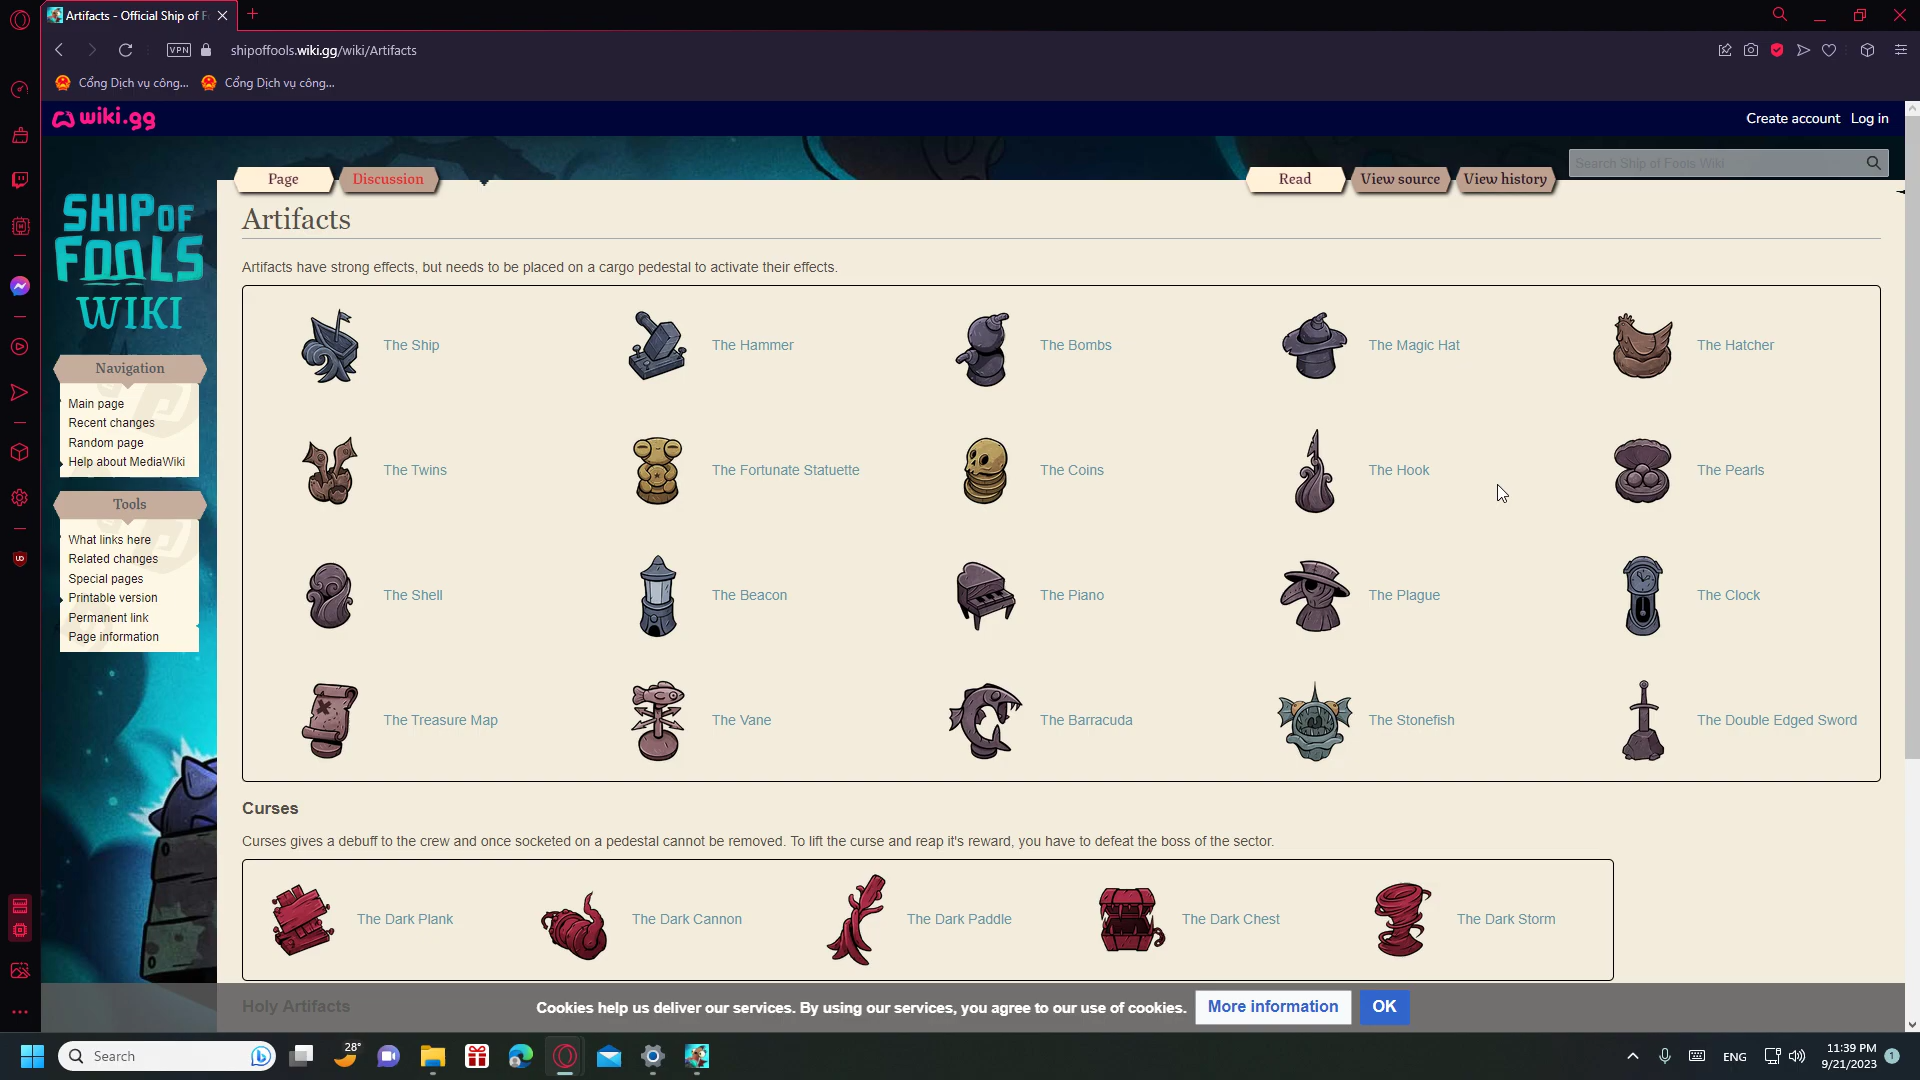 Artifacts - Official Ship of F
VPN
shipoffools.wiki.gg/wiki/Artifacts
Cổng Dịch vụ công... Cổng Dịch vụ công...
wiki.gg
Create account Log in
Search Ship of Fools Wiki
Page Discussion Read View source View history
SHIP OF
FOOLS
WIKI
Artifacts
Artifacts have strong effects, but needs to be placed on a cargo pedestal to activate their effects.
The Ship The Hammer The Bombs The Magic Hat The Hatcher
The Twins The Fortunate Statuette The Coins The Hook The Pearls
The Shell The Beacon The Piano The Plague The Clock
The Treasure Map The Vane The Barracuda The Stonefish The Double Edged Sword
Navigation
Main page
Recent changes
Random page
Help about MediaWiki
Tools
What links here
Related changes
Special pages
Printable version
Permanent link
Page information
Curses
Curses gives a debuff to the crew and once socketed on a pedestal cannot be removed. To lift the curse and reap it's reward, you have to defeat the boss of the sector.
The Dark Plank The Dark Cannon The Dark Paddle The Dark Chest The Dark Storm
Holy Artifacts
Cookies help us deliver our services. By using our services, you agree to our use of cookies. More information OK
Search
28°
ENG
11:39 PM
9/21/2023
1